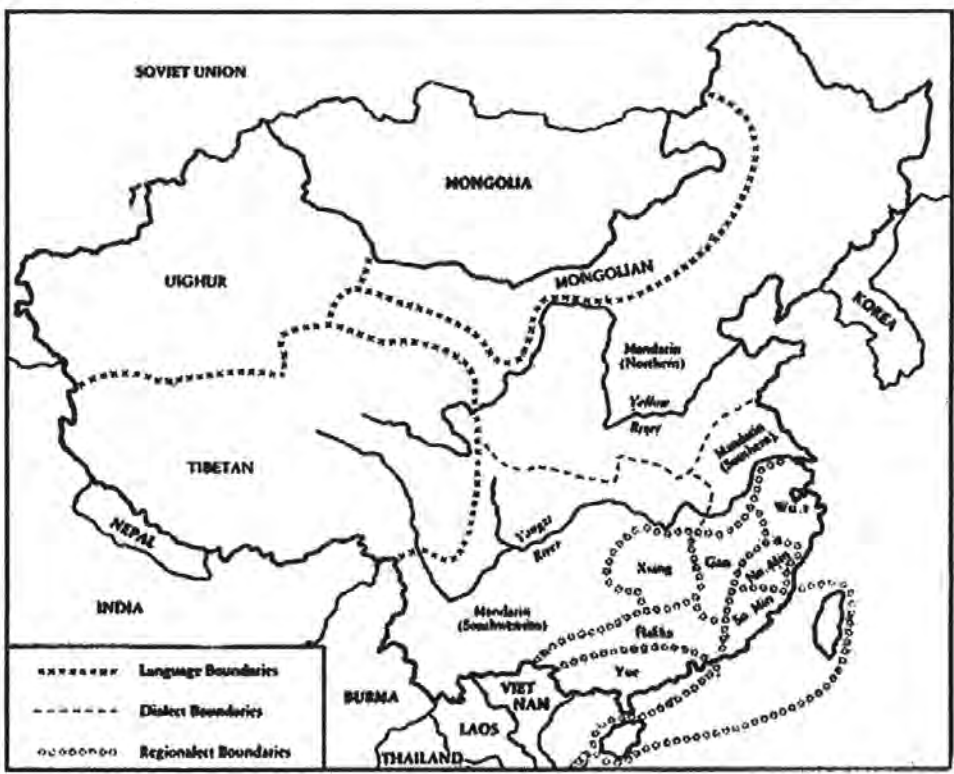 SOVIET UNION
MONGOLIA
UIGHUR
MONGOLIAN
KOREA
Mandarin
(Northern)
Yellow
River
Mandarin
(Southern)
TIBETAN
NEPAL
Yangzi
River
Wu
Xiang
Gan
INDIA
Mandarin
(Southwestern)
Hakka
Yue
BURMA
VIET
NAM
LAOS
THAILAND
Language Boundaries
Dialect Boundaries
Regionalect Boundaries